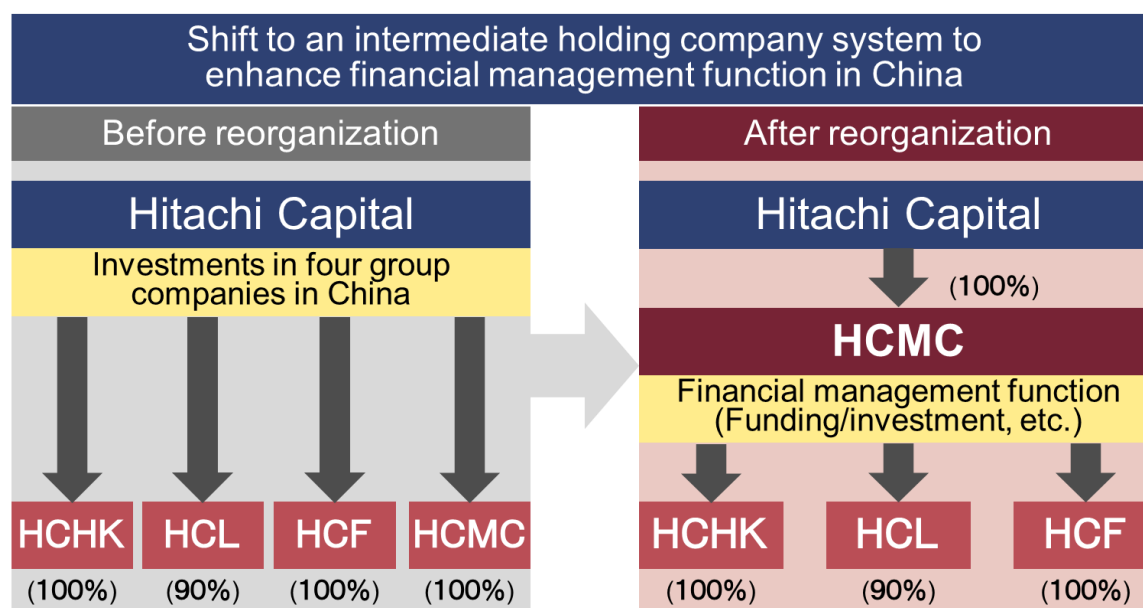 Shift to an intermediate holding company system to
enhance financial management function in China
Before reorganization
Hitachi Capital
Investments in four group
companies in China
HCHK HCL HCF HCMC
(100%) (90%) (100%) (100%)
After reorganization
Hitachi Capital
(100%)
HCMC
Financial management function
(Funding/investment, etc.)
HCHK HCL HCF
(100%) (90%) (100%)